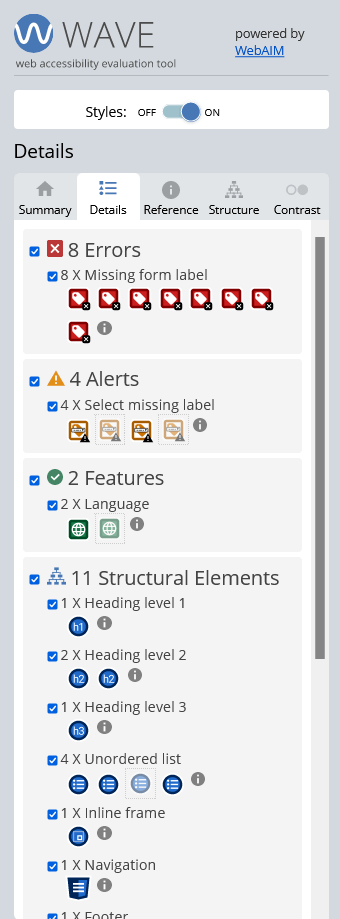 WAVE
powered by
WebAIM
web accessibility evaluation tool
Styles: OFF ON
Details
Summary Details Reference Structure Contrast
8 Errors
8 X Missing form label
4 Alerts
4 X Select missing label
2 Features
2 X Language
11 Structural Elements
1 X Heading level 1
h1
2 X Heading level 2
h2 h2
1 X Heading level 3
h3
4 X Unordered list
1 X Inline frame
1 X Navigation
1 X Footer